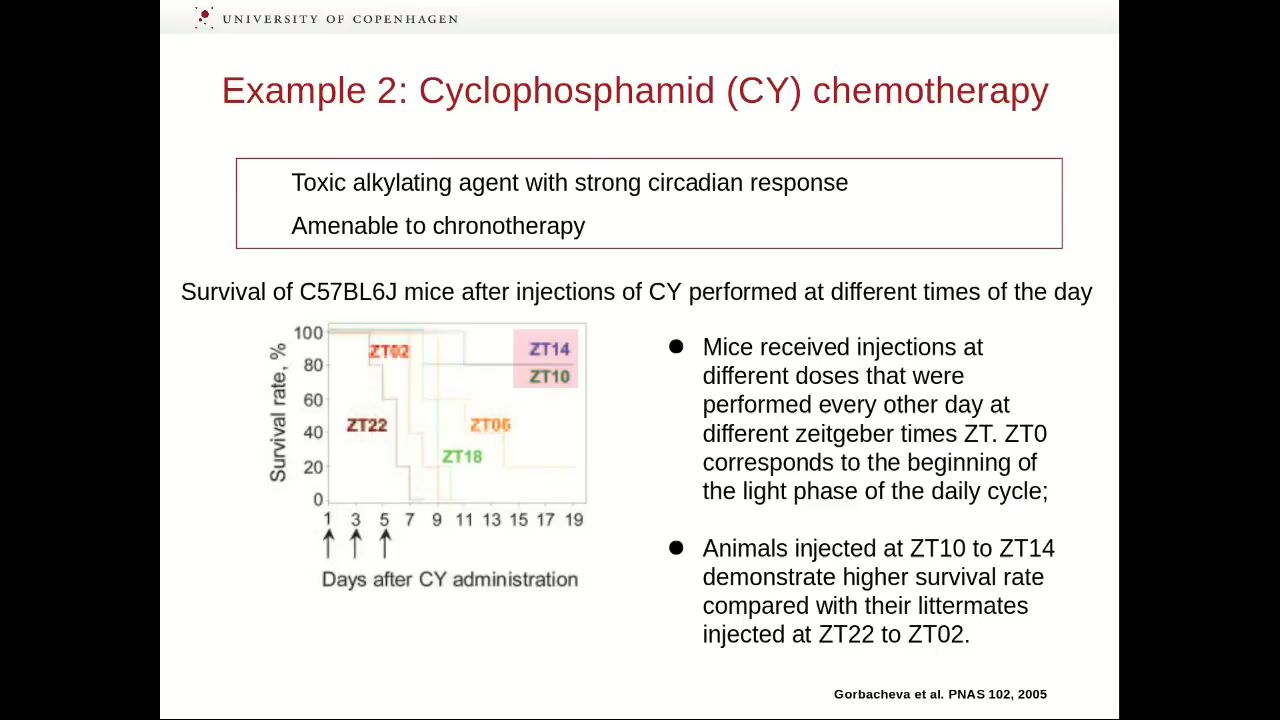 UNIVERSITY OF COPENHAGEN
Example 2: Cyclophosphamid (CY) chemotherapy
Toxic alkylating agent with strong circadian response
Amenable to chronotherapy
Survival of C57BL6J mice after injections of CY performed at different times of the day
Survival rate, %
100
80
60
40
20
0
ZT02
ZT14
ZT10
ZT22
ZT06
ZT18
1 3 5 7 9 11 13 15 17 19
Days after CY administration
Mice received injections at
different doses that were
performed every other day at
different zeitgeber times ZT. ZT0
corresponds to the beginning of
the light phase of the daily cycle;
Animals injected at ZT10 to ZT14
demonstrate higher survival rate
compared with their littermates
injected at ZT22 to ZT02.
Gorbacheva et al. PNAS 102, 2005